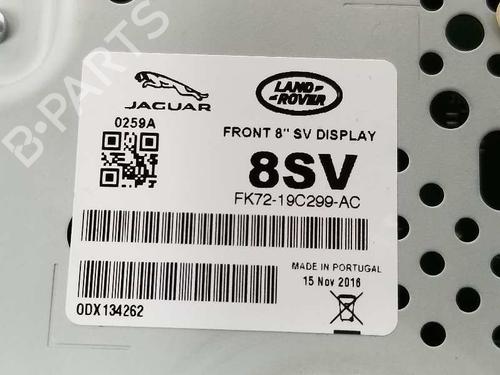 JAGUAR
LAND-
ROVER
0259A
FRONT 8" SV DISPLAY
8SV
FK72-19C299-AC
MADE IN PORTUGAL
15 Nov 2016
ODX134262
B-PARTS